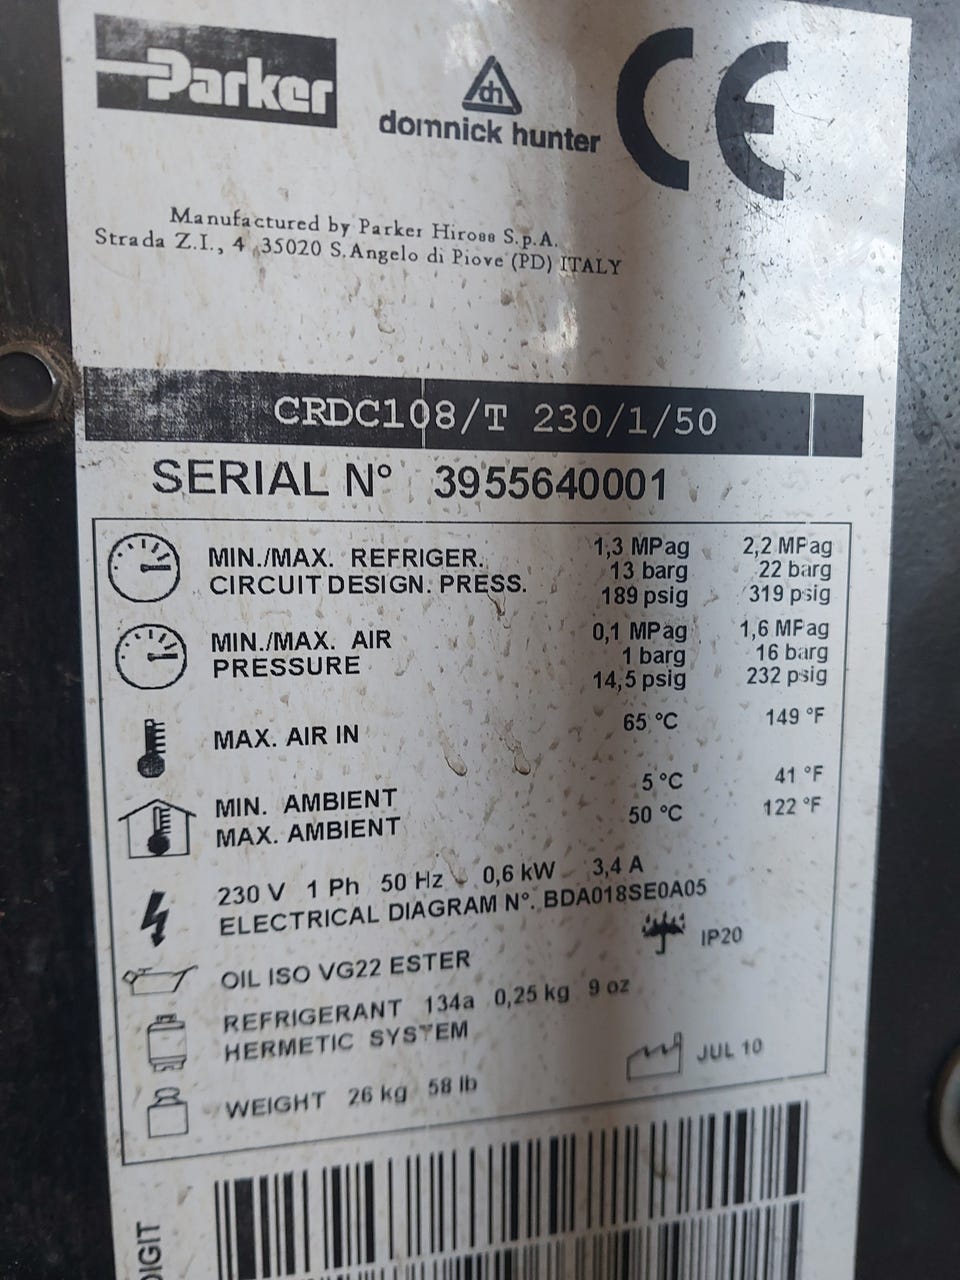 Parker
dh
domnick hunter
CE
Manufactured by Parker Hiross S.p.A.
Strada Z.I., 4 35020 S.Angelo di Piove (PD) ITALY
CRDC108/T 230/1/50
SERIAL N° 3955640001
MIN./MAX. REFRIGER. 1,3 MPag 2,2 MPag
CIRCUIT DESIGN. PRESS. 13 barg 22 barg
189 psig 319 psig
MIN./MAX. AIR 0,1 MPag 1,6 MPag
PRESSURE 1 barg 16 barg
14,5 psig 232 psig
MAX. AIR IN 65 °C 149 °F
MIN. AMBIENT 5 °C 41 °F
MAX. AMBIENT 50 °C 122 °F
230 V 1 Ph 50 Hz 0,6 kW 3,4 A
ELECTRICAL DIAGRAM N°. BDA018SE0A05
IP20
OIL ISO VG22 ESTER
REFRIGERANT 134a 0,25 kg 9 oz
HERMETIC SYSTEM
JUL 10
WEIGHT 26 kg 58 lb
DIGIT